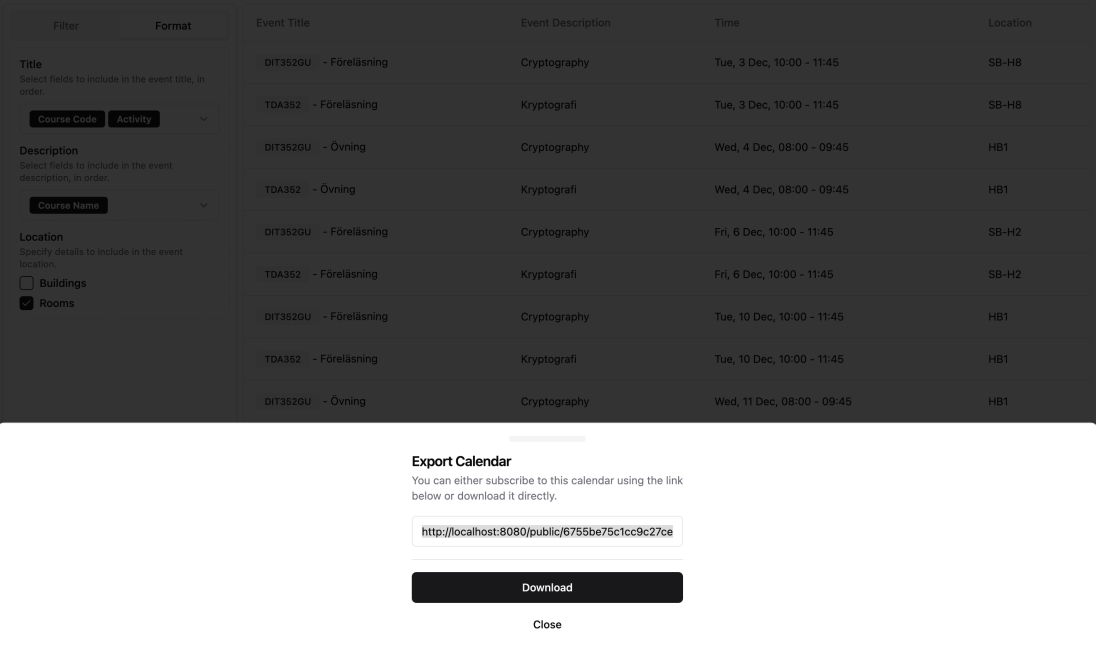 Filter Format
Title
Select fields to include in the event title, in
order.
Course Code Activity
Description
Select fields to include in the event
description, in order.
Course Name
Location
Specify details to include in the event
location.
Buildings
Rooms
Event Title Event Description Time Location
DIT352GU - Föreläsning Cryptography Tue, 3 Dec, 10:00 - 11:45 SB-H8
TDA352 - Föreläsning Kryptografi Tue, 3 Dec, 10:00 - 11:45 SB-H8
DIT352GU - Övning Cryptography Wed, 4 Dec, 08:00 - 09:45 HB1
TDA352 - Övning Kryptografi Wed, 4 Dec, 08:00 - 09:45 HB1
DIT352GU - Föreläsning Cryptography Fri, 6 Dec, 10:00 - 11:45 SB-H2
TDA352 - Föreläsning Kryptografi Fri, 6 Dec, 10:00 - 11:45 SB-H2
DIT352GU - Föreläsning Cryptography Tue, 10 Dec, 10:00 - 11:45 HB1
TDA352 - Föreläsning Kryptografi Tue, 10 Dec, 10:00 - 11:45 HB1
DIT352GU - Övning Cryptography Wed, 11 Dec, 08:00 - 09:45 HB1
Export Calendar
You can either subscribe to this calendar using the link
below or download it directly.
http://localhost:8080/public/6755be75c1cc9c27ce
Download
Close